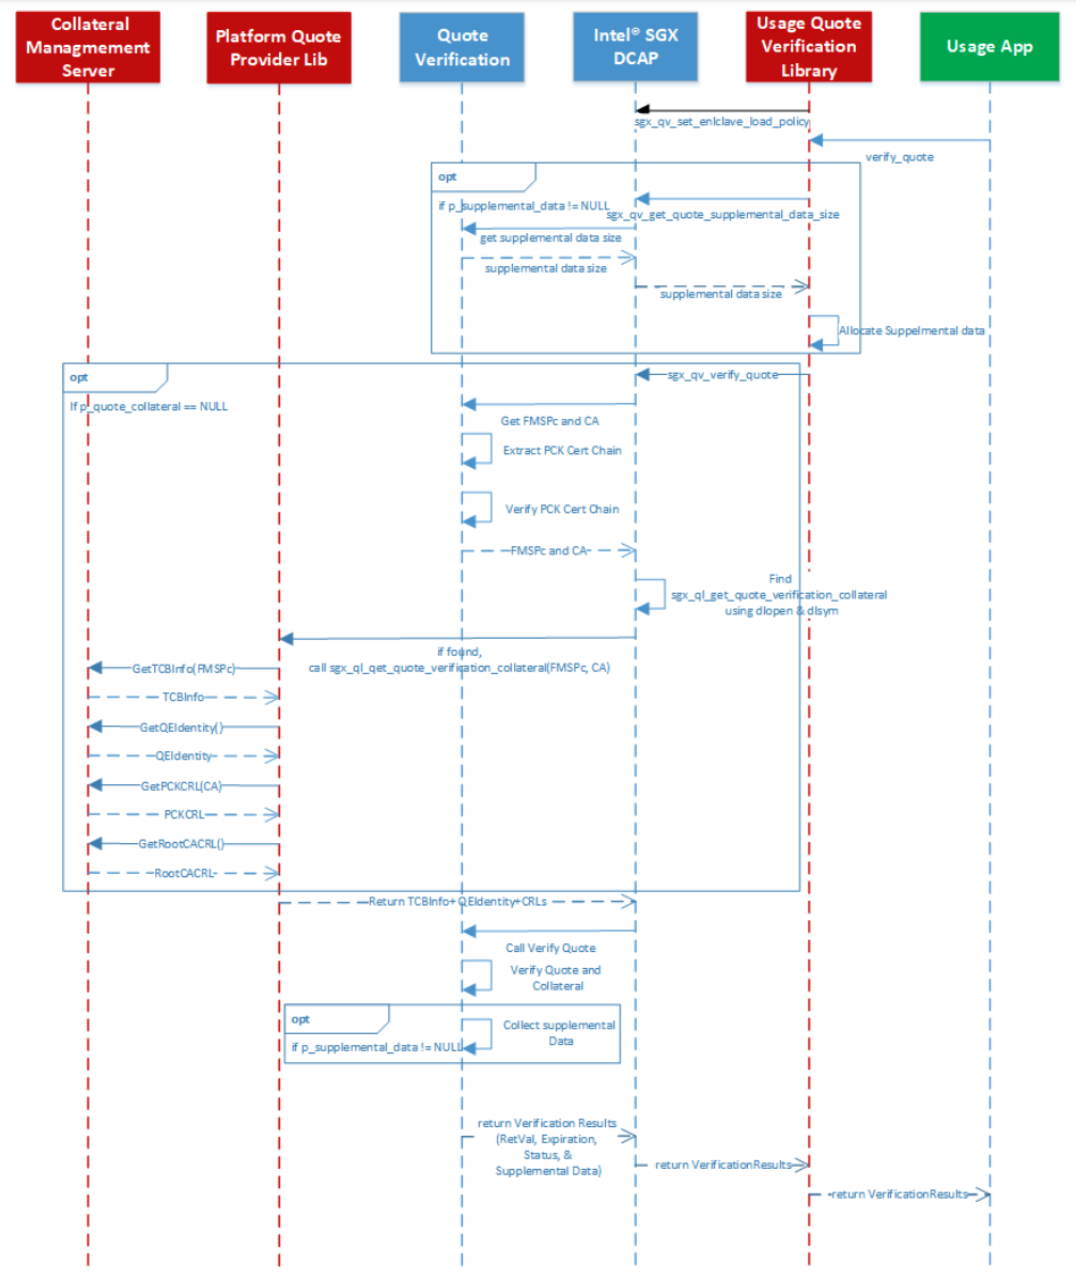 Collateral
Managmement
Server
Platform Quote
Provider Lib
Quote
Verification
Intel® SGX
DCAP
Usage Quote
Verification
Library
Usage App
sgx_qv_set_enlclave_load_policy
verify_quote
opt
if p_supplemental_data != NULL
sgx_qv_get_quote_supplemental_data_size
get supplemental data size
supplemental data size
supplemental data size
Allocate Suppelmental data
opt
sgx_qv_verify_quote
If p_quote_collateral == NULL
Get FMSPc and CA
Extract PCK Cert Chain
Verify PCK Cert Chain
FMSPc and CA
Find
sgx_ql_get_quote_verification_collateral
using dlopen & dlsym
if found,
call sgx_ql_get_quote_verification_collateral(FMSPc, CA)
GetTCBInfo(FMSPc)
TCBInfo
GetQEIdentity()
QEIdentity
GetPCKCRL(CA)
PCKCRL
GetRootCACRL()
RootCACRL
Return TCBInfo+QEIdentity+CRLs
Call Verify Quote
Verify Quote and
Collateral
opt
Collect supplemental
Data
if p_supplemental_data != NULL
return Verification Results
(RetVal, Expiration,
Status, &
Supplemental Data)
return VerificationResults
return VerificationResults